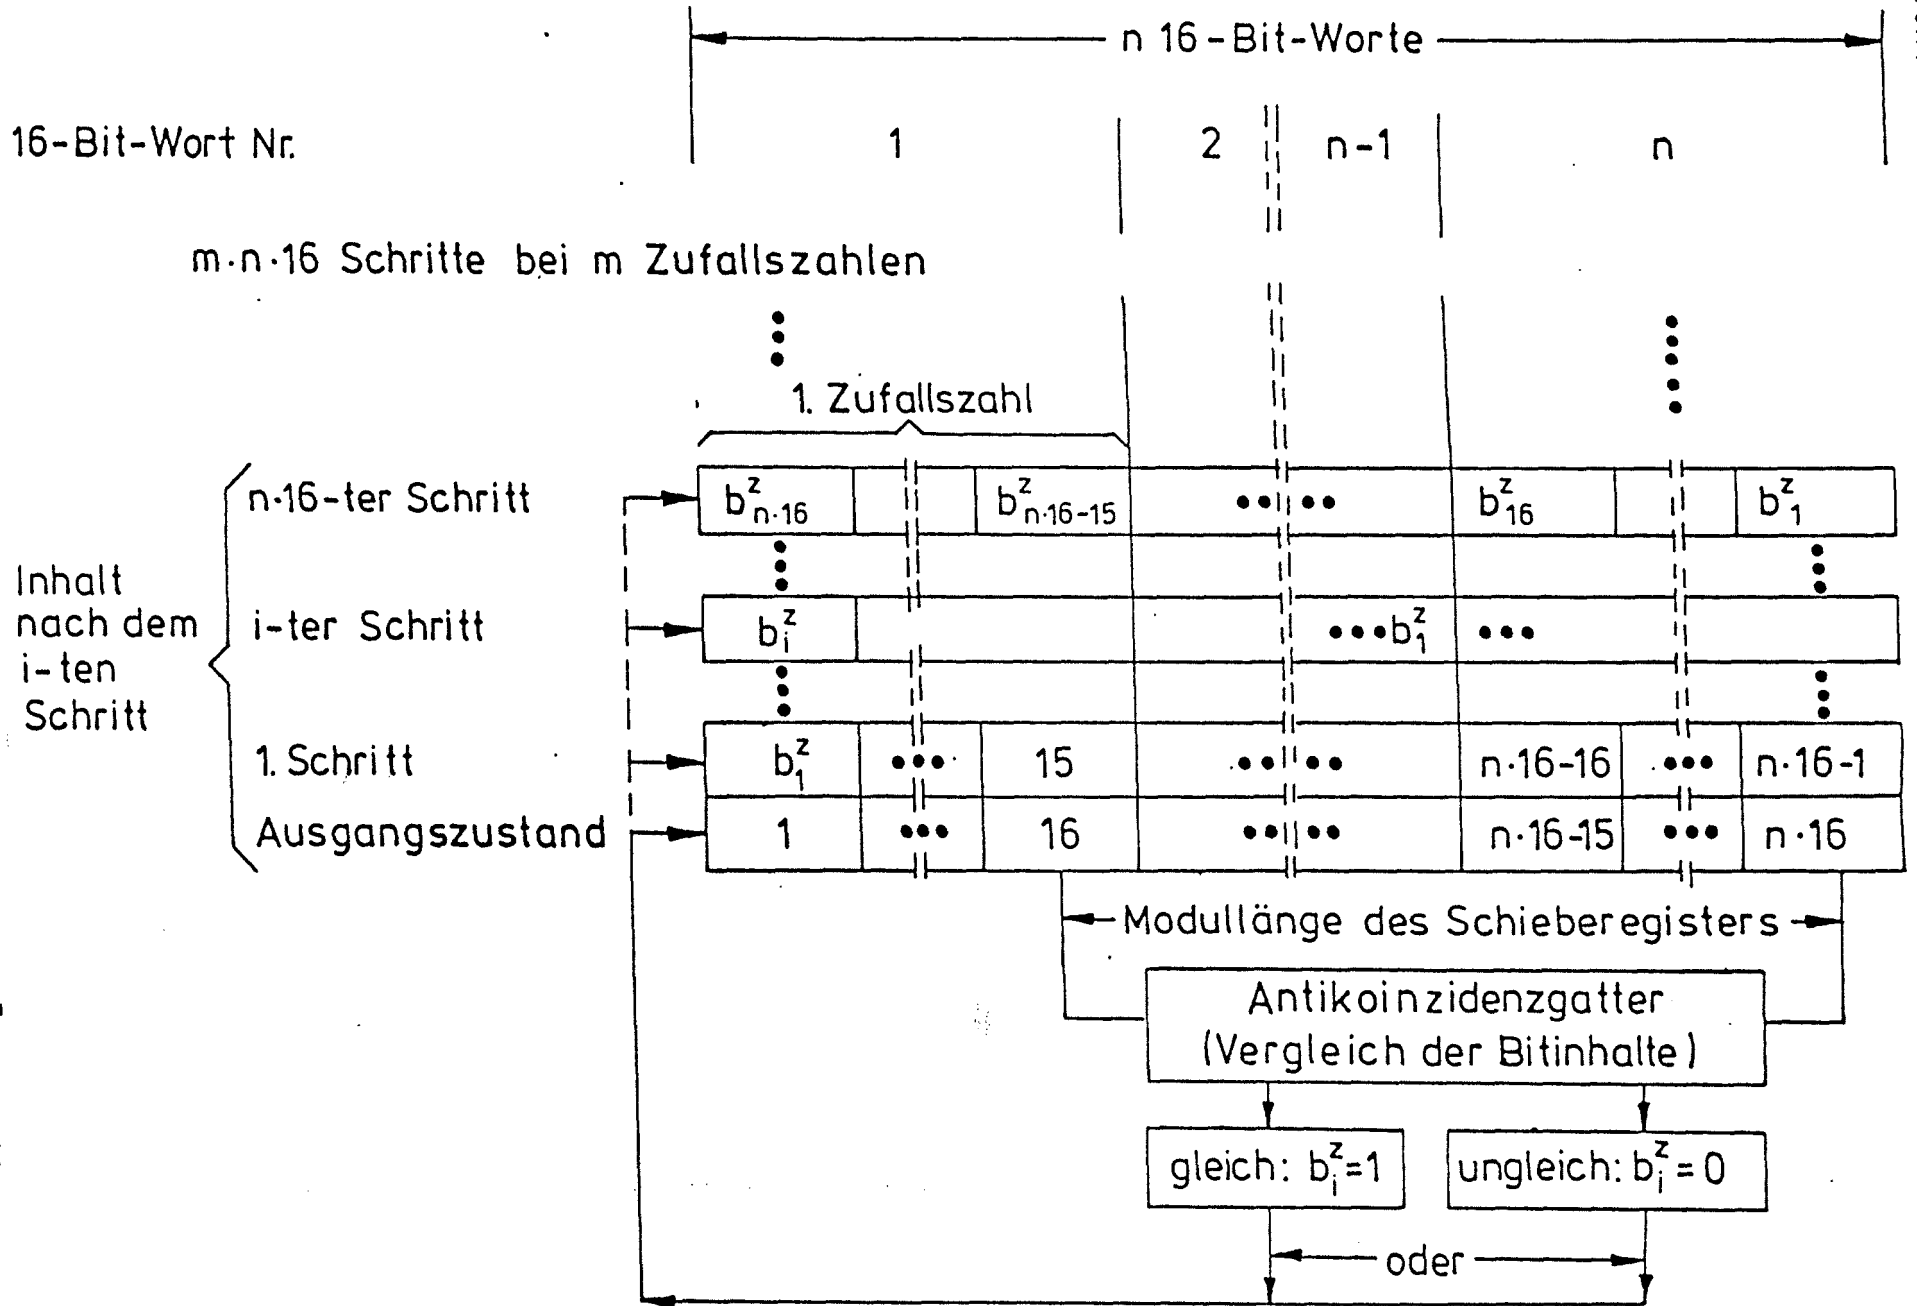 n 16-Bit-Worte
16-Bit-Wort Nr. 1 2 n-1 n
m·n·16 Schritte bei m Zufallszahlen
1. Zufallszahl
n·16-ter Schritt b^z_{n·16} b^z_{n·16-15} •• •• b^z_{16} b^z_1
Inhalt
nach dem
i-ten
Schritt
i-ter Schritt b^z_i •••b^z_1 •••
1. Schritt b^z_1 ••• 15 •• •• n·16-16 ••• n·16-1
Ausgangszustand 1 ••• 16 •• •• n·16-15 ••• n·16
Modullänge des Schieberegisters
Antikoinzidenzgatter
(Vergleich der Bitinhalte)
gleich: b^z_i=1 ungleich: b^z_i=0
oder